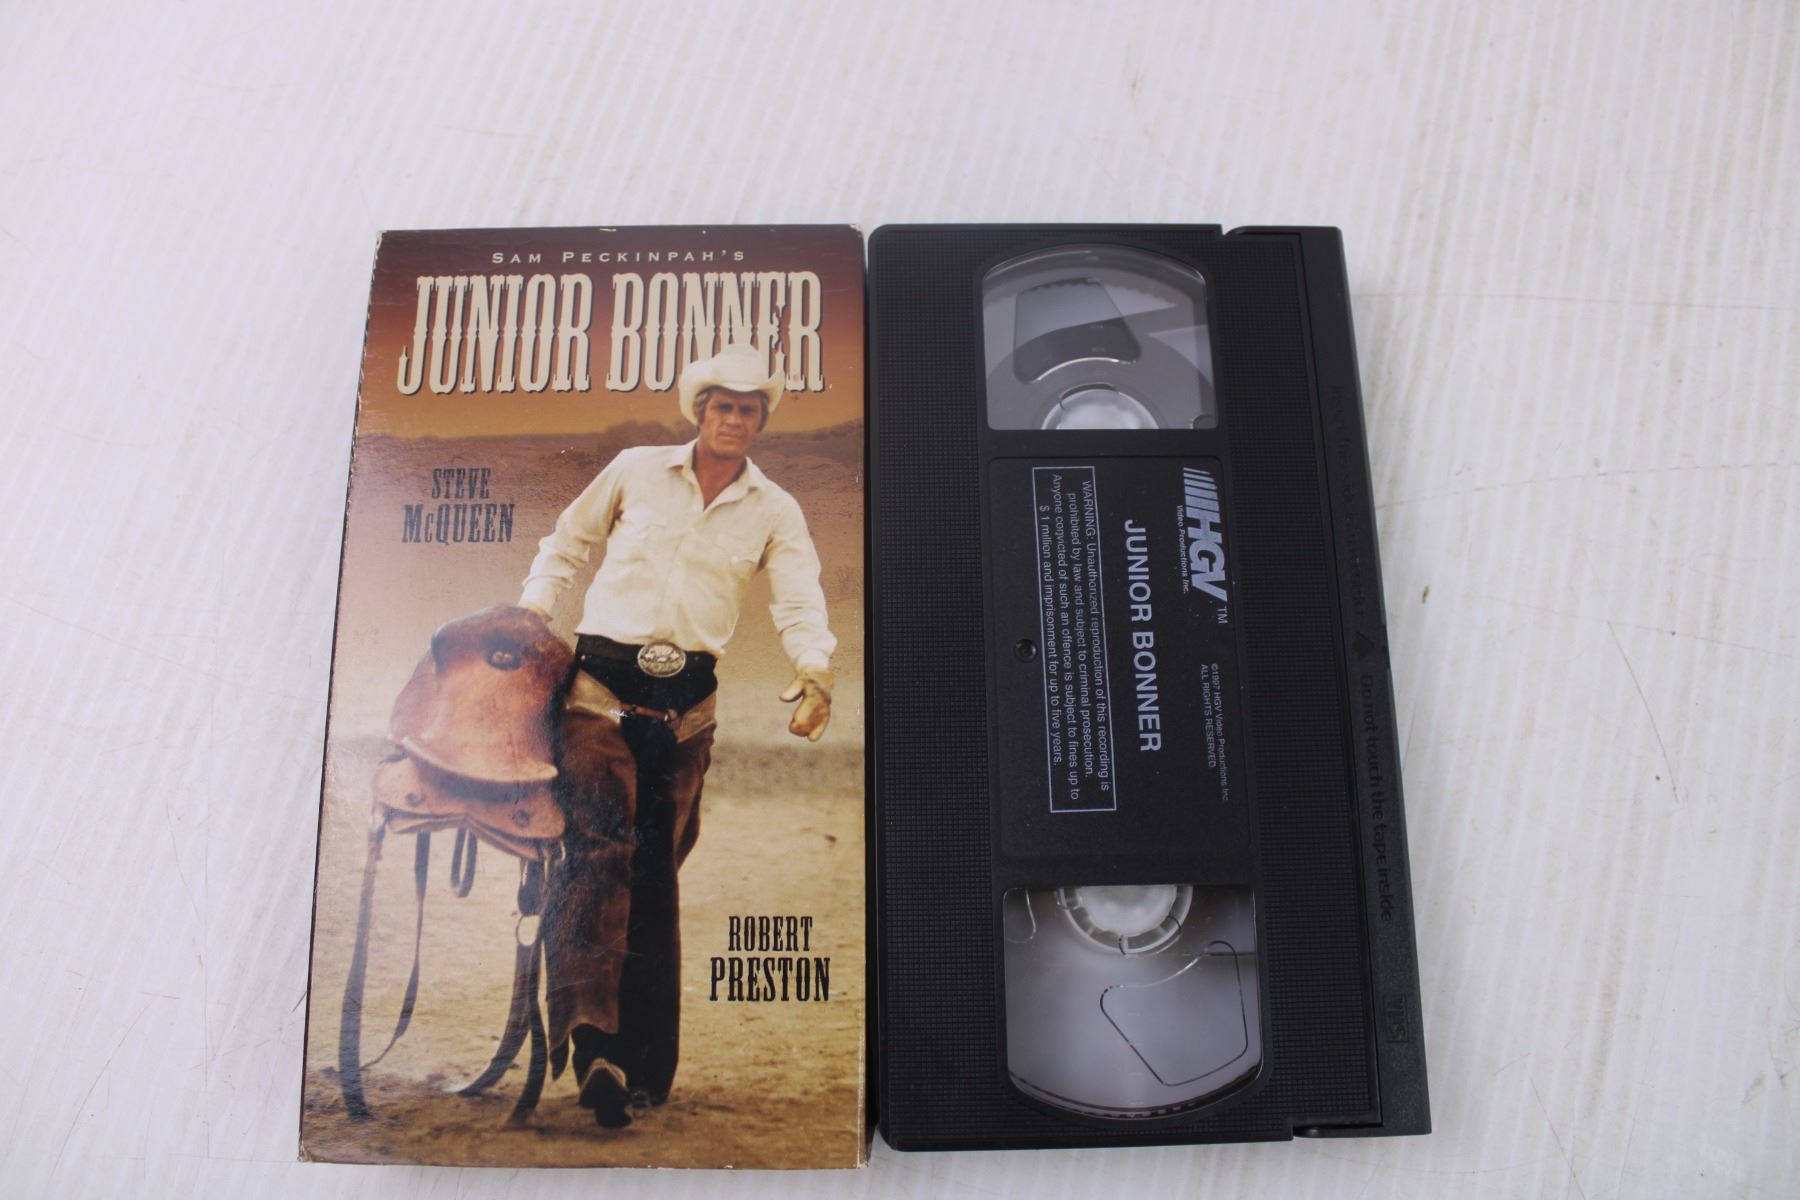 SAM PECKINPAH'S
JUNIOR BONNER
STEVE
McQUEEN
ROBERT
PRESTON
HGV TM
Video Productions Inc.
©1997 HGV Video Productions Inc.
ALL RIGHTS RESERVED
JUNIOR BONNER
WARNING: Unauthorized reproduction of this recording is
prohibited by law and subject to criminal prosecution.
Anyone convicted of such an offence is subject to fines up to
$ 1 million and imprisonment for up to five years.
Do not touch the tape inside
VHS